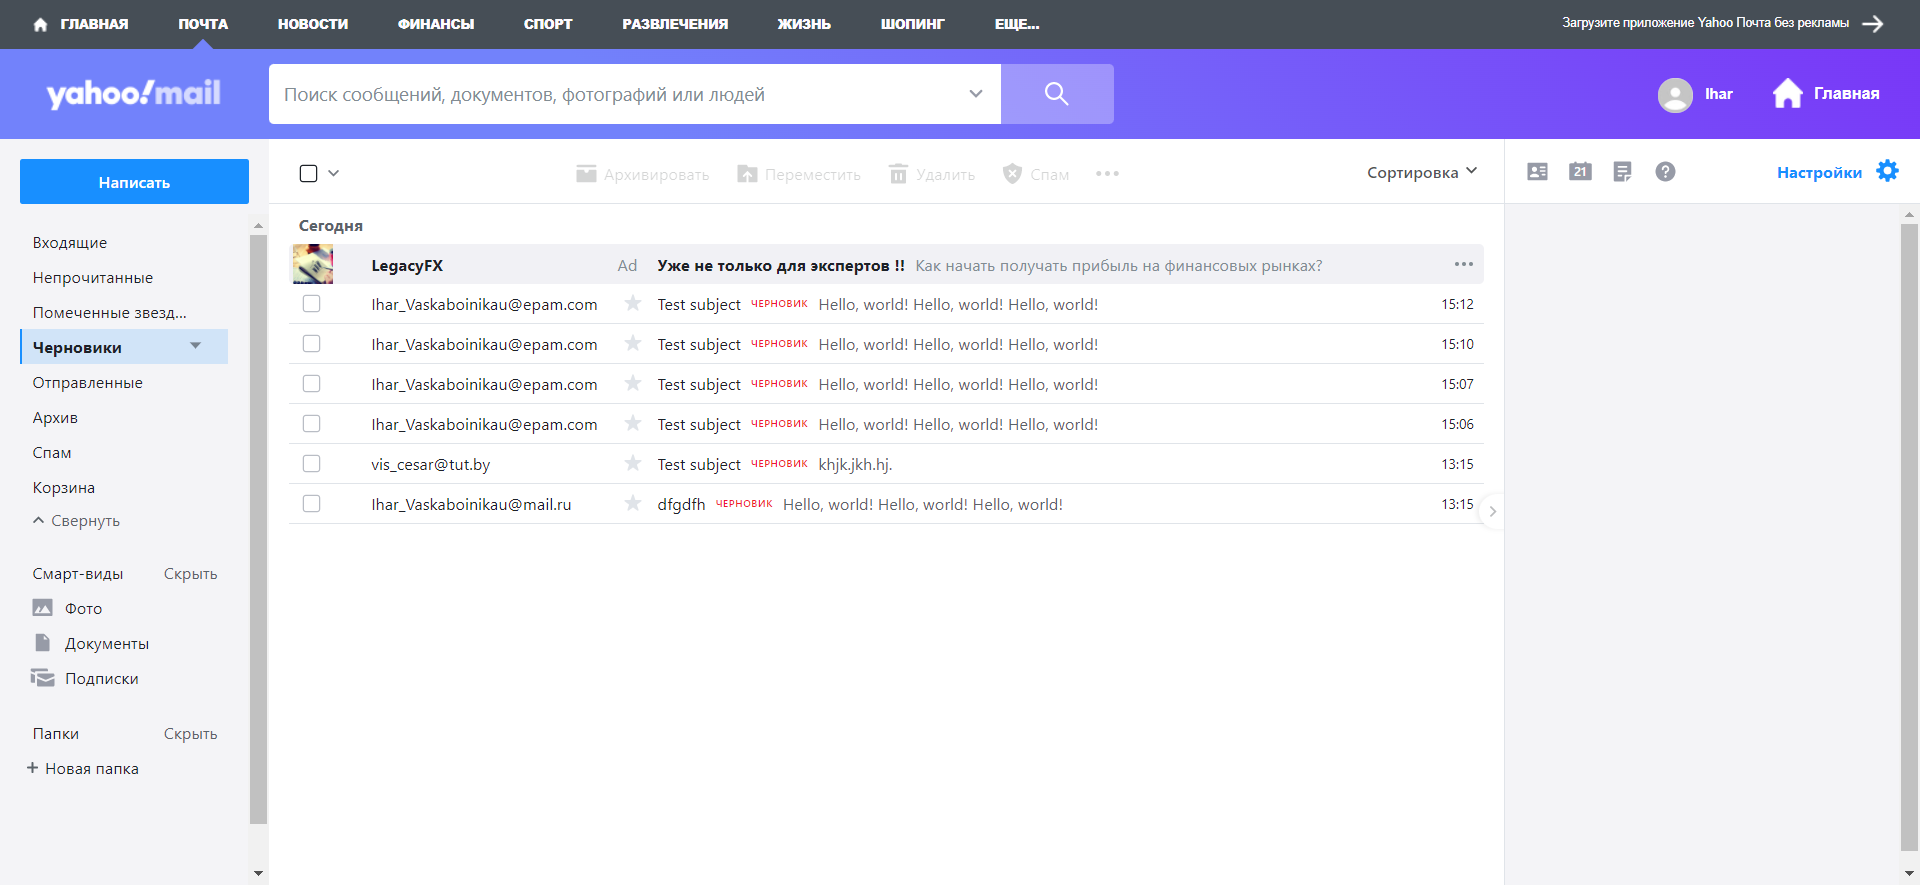 ГЛАВНАЯ ПОЧТА НОВОСТИ ФИНАНСЫ СПОРТ РАЗВЛЕЧЕНИЯ ЖИЗНЬ ШОПИНГ ЕЩЕ... Загрузите приложение Yahoo Почта без рекламы
yahoo!mail Поиск сообщений, документов, фотографий или людей Ihar Главная
Написать Архивировать Переместить Удалить Спам Сортировка 21 Настройки
Сегодня
LegacyFX Ad Уже не только для экспертов !! Как начать получать прибыль на финансовых рынках?
Ihar_Vaskaboinikau@epam.com Test subject ЧЕРНОВИК Hello, world! Hello, world! Hello, world! 15:12
Ihar_Vaskaboinikau@epam.com Test subject ЧЕРНОВИК Hello, world! Hello, world! Hello, world! 15:10
Ihar_Vaskaboinikau@epam.com Test subject ЧЕРНОВИК Hello, world! Hello, world! Hello, world! 15:07
Ihar_Vaskaboinikau@epam.com Test subject ЧЕРНОВИК Hello, world! Hello, world! Hello, world! 15:06
vis_cesar@tut.by Test subject ЧЕРНОВИК khjk.jkh.hj. 13:15
Ihar_Vaskaboinikau@mail.ru dfgdfh ЧЕРНОВИК Hello, world! Hello, world! Hello, world! 13:15
Входящие
Непрочитанные
Помеченные звезд...
Черновики
Отправленные
Архив
Спам
Корзина
Свернуть
Смарт-виды Скрыть
Фото
Документы
Подписки
Папки Скрыть
+ Новая папка